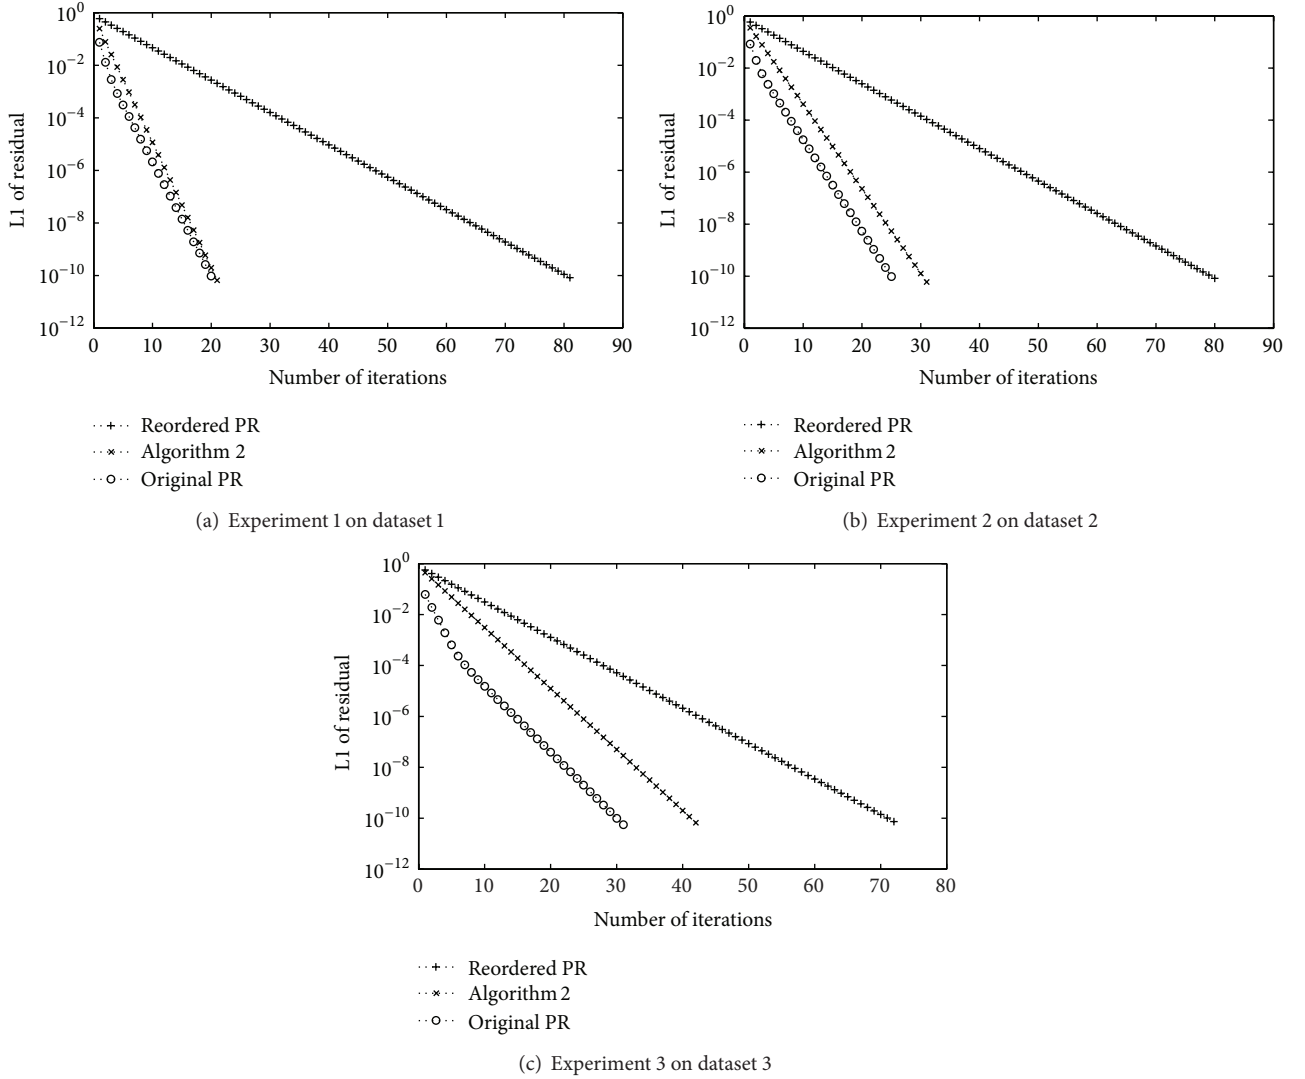 10^0
10^−2
10^−4
10^−6
10^−8
10^−10
10^−12
L1 of residual
0 10 20 30 40 50 60 70 80 90
Number of iterations
Reordered PR
Algorithm 2
Original PR
(a) Experiment 1 on dataset 1
10^0
10^−2
10^−4
10^−6
10^−8
10^−10
10^−12
L1 of residual
0 10 20 30 40 50 60 70 80 90
Number of iterations
Reordered PR
Algorithm 2
Original PR
(b) Experiment 2 on dataset 2
10^0
10^−2
10^−4
10^−6
10^−8
10^−10
10^−12
L1 of residual
0 10 20 30 40 50 60 70 80
Number of iterations
Reordered PR
Algorithm 2
Original PR
(c) Experiment 3 on dataset 3